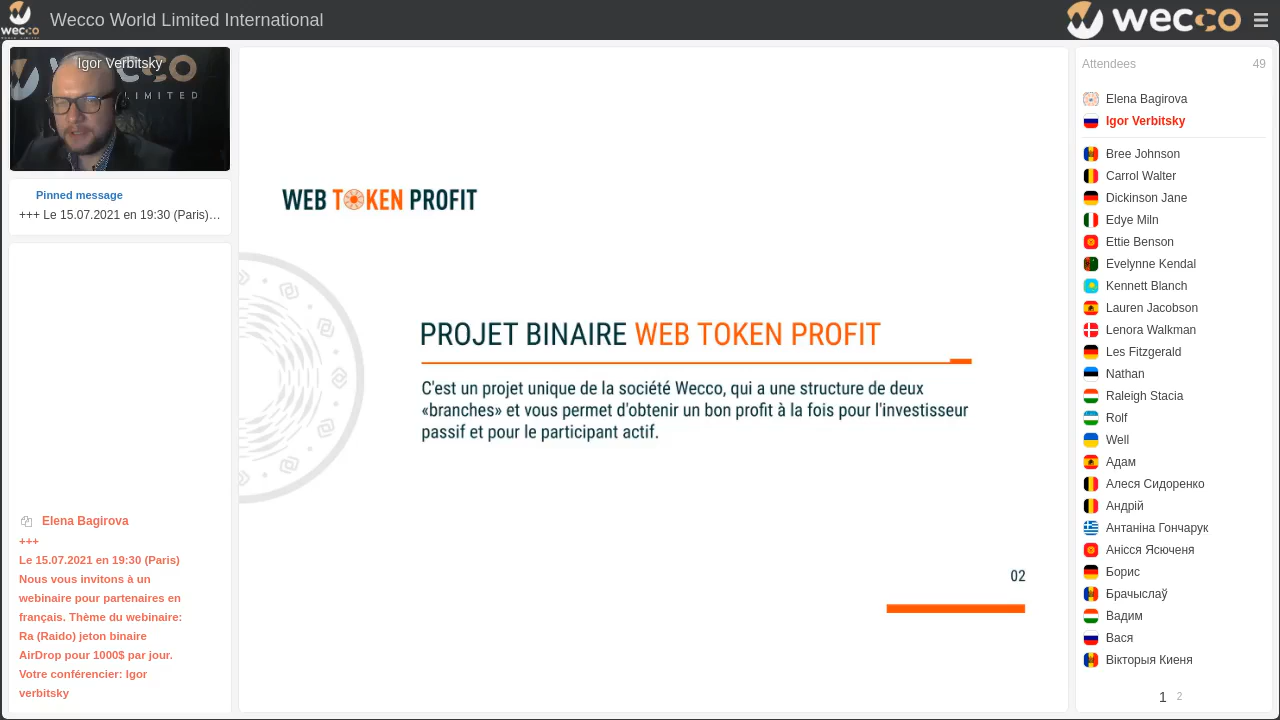 wecco
Wecco World Limited International
wecco
Igor Verbitsky
LIMITED
Pinned message
+++ Le 15.07.2021 en 19:30 (Paris)…
Elena Bagirova
+++
Le 15.07.2021 en 19:30 (Paris)
Nous vous invitons à un
webinaire pour partenaires en
français. Thème du webinaire:
Ra (Raido) jeton binaire
AirDrop pour 1000$ par jour.
Votre conférencier: Igor
verbitsky
WEB TOKEN PROFIT
PROJET BINAIRE WEB TOKEN PROFIT
C'est un projet unique de la société Wecco, qui a une structure de deux
«branches» et vous permet d'obtenir un bon profit à la fois pour l'investisseur
passif et pour le participant actif.
02
Attendees 49
Elena Bagirova
Igor Verbitsky
Bree Johnson
Carrol Walter
Dickinson Jane
Edye Miln
Ettie Benson
Evelynne Kendal
Kennett Blanch
Lauren Jacobson
Lenora Walkman
Les Fitzgerald
Nathan
Raleigh Stacia
Rolf
Well
Адам
Алеся Сидоренко
Андрій
Антаніна Гончарук
Анісся Ясюченя
Борис
Брачыслаў
Вадим
Вася
Вікторыя Киеня
1 2